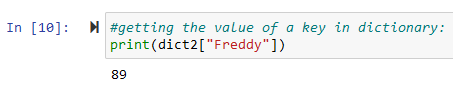 In [10]: #getting the value of a key in dictionary:
print(dict2["Freddy"])
89